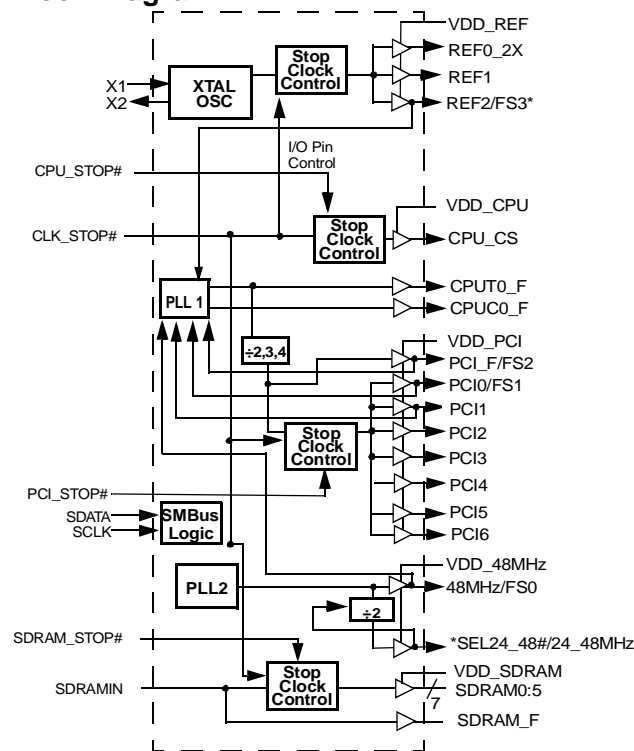 VDD_REF
REF0_2X
Stop
Clock
Control
XTAL
OSC
X1
X2
REF1
REF2/FS3*
I/O Pin
Control
CPU_STOP#
VDD_CPU
CLK_STOP#
Stop
Clock
Control
CPU_CS
PLL 1
CPUT0_F
CPUC0_F
÷2,3,4
VDD_PCI
PCI_F/FS2
PCI0/FS1
PCI1
Stop
Clock
Control
PCI2
PCI3
PCI4
PCI_STOP#
SDATA
SCLK
SMBus
Logic
PCI5
PCI6
VDD_48MHz
PLL2
48MHz/FS0
÷2
SDRAM_STOP#
*SEL24_48#/24_48MHz
VDD_SDRAM
SDRAMIN
Stop
Clock
Control
SDRAM0:5
7
SDRAM_F